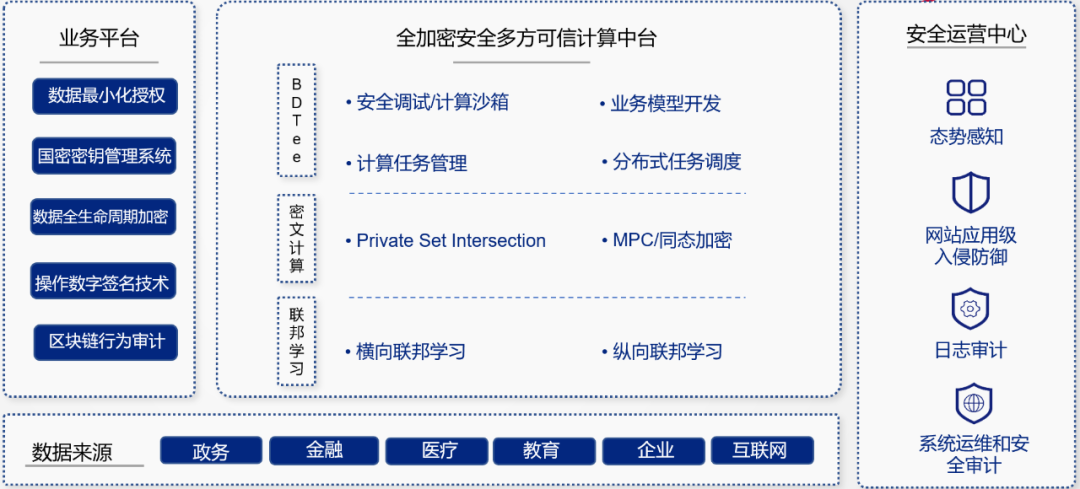 业务平台
数据最小化授权
国密密钥管理系统
数据全生命周期加密
操作数字签名技术
区块链行为审计
全加密安全多方可信计算中台
BDTee
• 安全调试/计算沙箱
• 业务模型开发
• 计算任务管理
• 分布式任务调度
密文计算
• Private Set Intersection
• MPC/同态加密
联邦学习
• 横向联邦学习
• 纵向联邦学习
安全运营中心
态势感知
网站应用级
入侵防御
日志审计
系统运维和安
全审计
数据来源
政务
金融
医疗
教育
企业
互联网